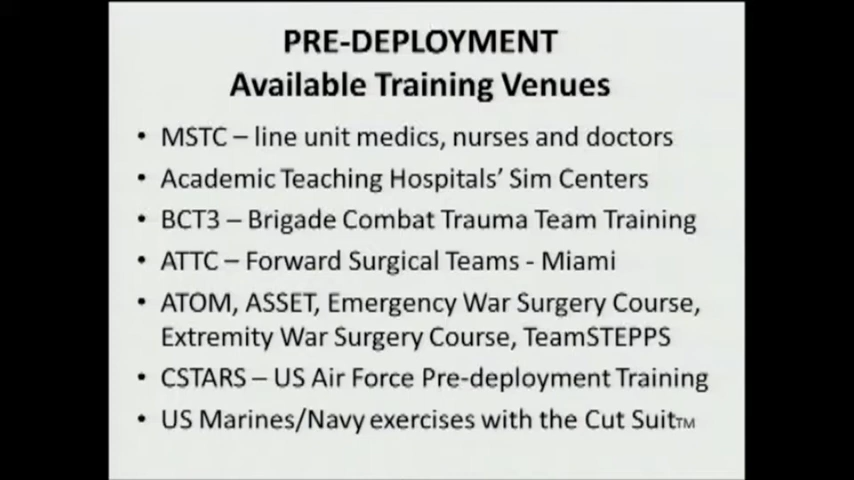 PRE-DEPLOYMENT
Available Training Venues
• MSTC – line unit medics, nurses and doctors
• Academic Teaching Hospitals’ Sim Centers
• BCT3 – Brigade Combat Trauma Team Training
• ATTC – Forward Surgical Teams - Miami
• ATOM, ASSET, Emergency War Surgery Course,
Extremity War Surgery Course, TeamSTEPPS
• CSTARS – US Air Force Pre-deployment Training
• US Marines/Navy exercises with the Cut Suit™